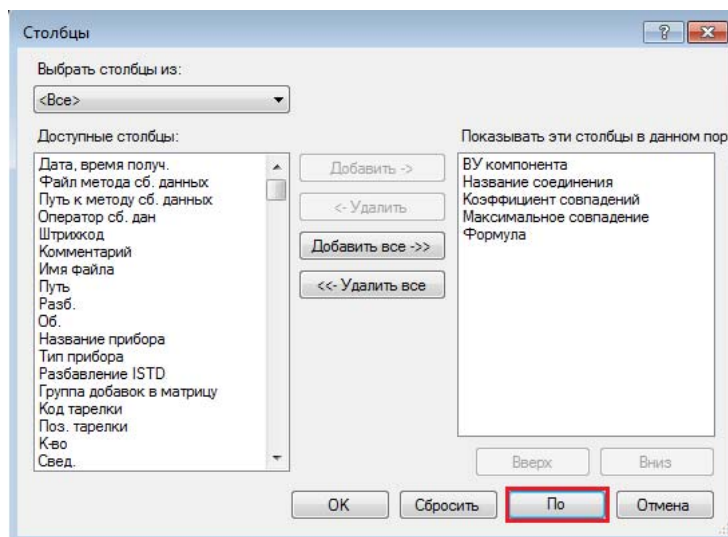 Столбцы
Выбрать столбцы из:
<Все>
Доступные столбцы:
Показывать эти столбцы в данном пор
Дата, время получ.
Файл метода сб. данных
Путь к методу сб. данных
Оператор сб. дан
Штрихкод
Комментарий
Имя файла
Путь
Разб.
Об.
Название прибора
Тип прибора
Разбавление ISTD
Группа добавок в матрицу
Код тарелки
Поз. тарелки
К-во
Свед.
Добавить ->
<- Удалить
Добавить все ->>
<<- Удалить все
ВУ компонента
Название соединения
Коэффициент совпадений
Максимальное совпадение
Формула
Вверх
Вниз
OK
Сбросить
По
Отмена